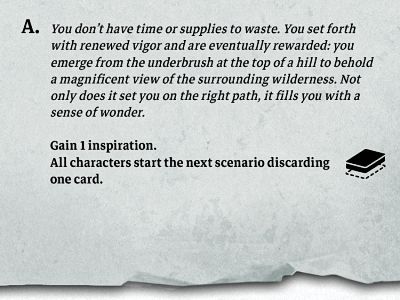 A. You don't have time or supplies to waste. You set forth
with renewed vigor and are eventually rewarded: you
emerge from the underbrush at the top of a hill to behold
a magnificent view of the surrounding wilderness. Not
only does it set you on the right path, it fills you with a
sense of wonder.
Gain 1 inspiration.
All characters start the next scenario discarding
one card.